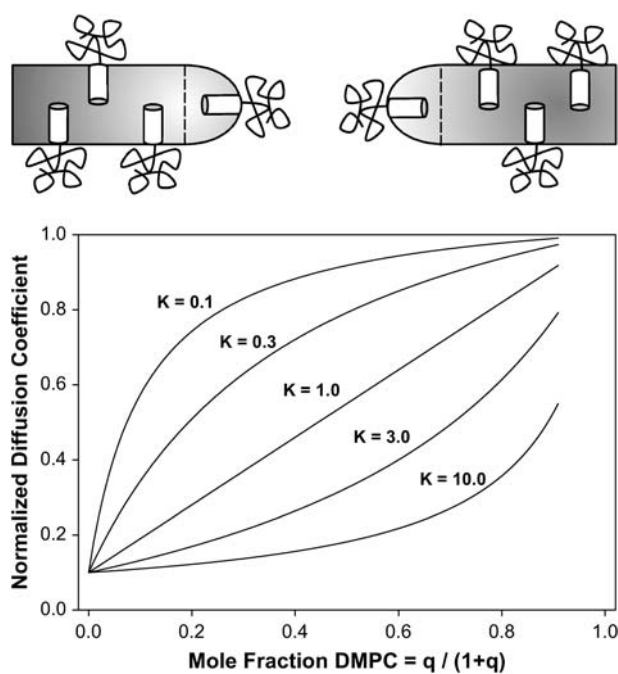 1.0
0.8
0.6
0.4
0.2
0.0
Normalized Diffusion Coefficient
K = 0.1
K = 0.3
K = 1.0
K = 3.0
K = 10.0
0.0 0.2 0.4 0.6 0.8 1.0
Mole Fraction DMPC = q / (1+q)